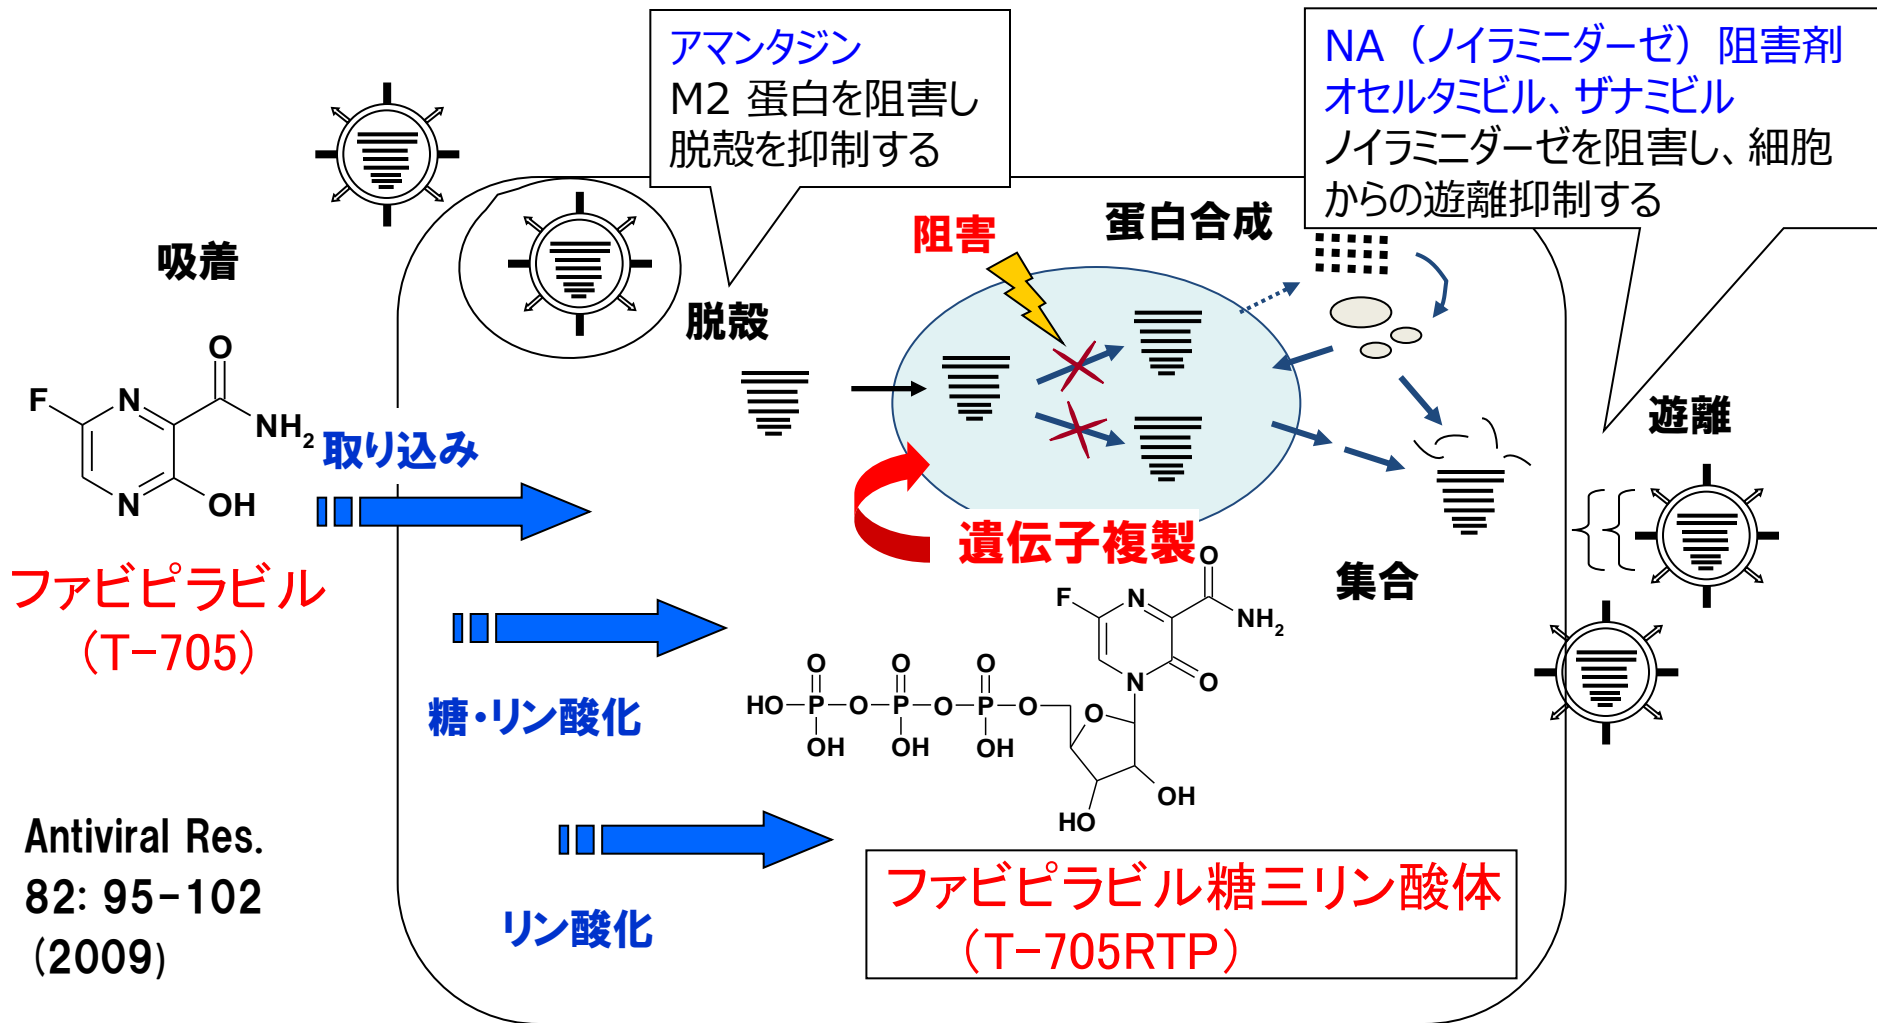 アマンタジン
M2 蛋白を阻害し
脱殻を抑制する
NA（ノイラミニダーゼ）阻害剤
オセルタミビル、ザナミビル
ノイラミニダーゼを阻害し、細胞
からの遊離抑制する
吸着
脱殻
阻害
蛋白合成
遊離
F
N
O
NH2
N
OH
取り込み
ファビピラビル
(T-705)
遺伝子複製
集合
糖・リン酸化
F
N
O
NH2
N
O
HO
P
O
OH
O
P
O
OH
O
P
O
OH
O
O
HO
OH
リン酸化
ファビピラビル糖三リン酸体
(T-705RTP)
Antiviral Res.
82: 95-102
(2009)